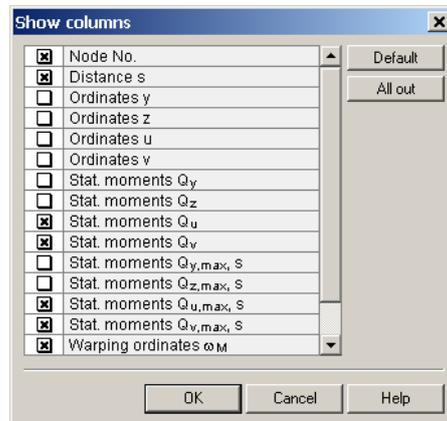 Show columns
Node No.
Distance s
Ordinates y
Ordinates z
Ordinates u
Ordinates v
Stat. moments Qy
Stat. moments Qz
Stat. moments Qu
Stat. moments Qv
Stat. moments Qy,max, s
Stat. moments Qz,max, s
Stat. moments Qu,max, s
Stat. moments Qv,max, s
Warping ordinates ωM
Default
All out
OK
Cancel
Help